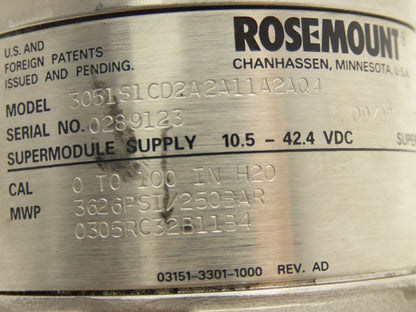 U.S. AND
FOREIGN PATENTS
ISSUED AND PENDING.
ROSEMOUNT®
CHANHASSEN, MINNESOTA, U.S.A
MODEL 3051S1CD2A2A11A2AQ4
SERIAL NO. 0289123
SUPERMODULE SUPPLY 10.5 - 42.4 VDC SUPE
CAL 0 TO 100 IN H2O
MWP 3626PSI/250BAR
0305RC32B11B4
03151-3301-1000 REV. AD